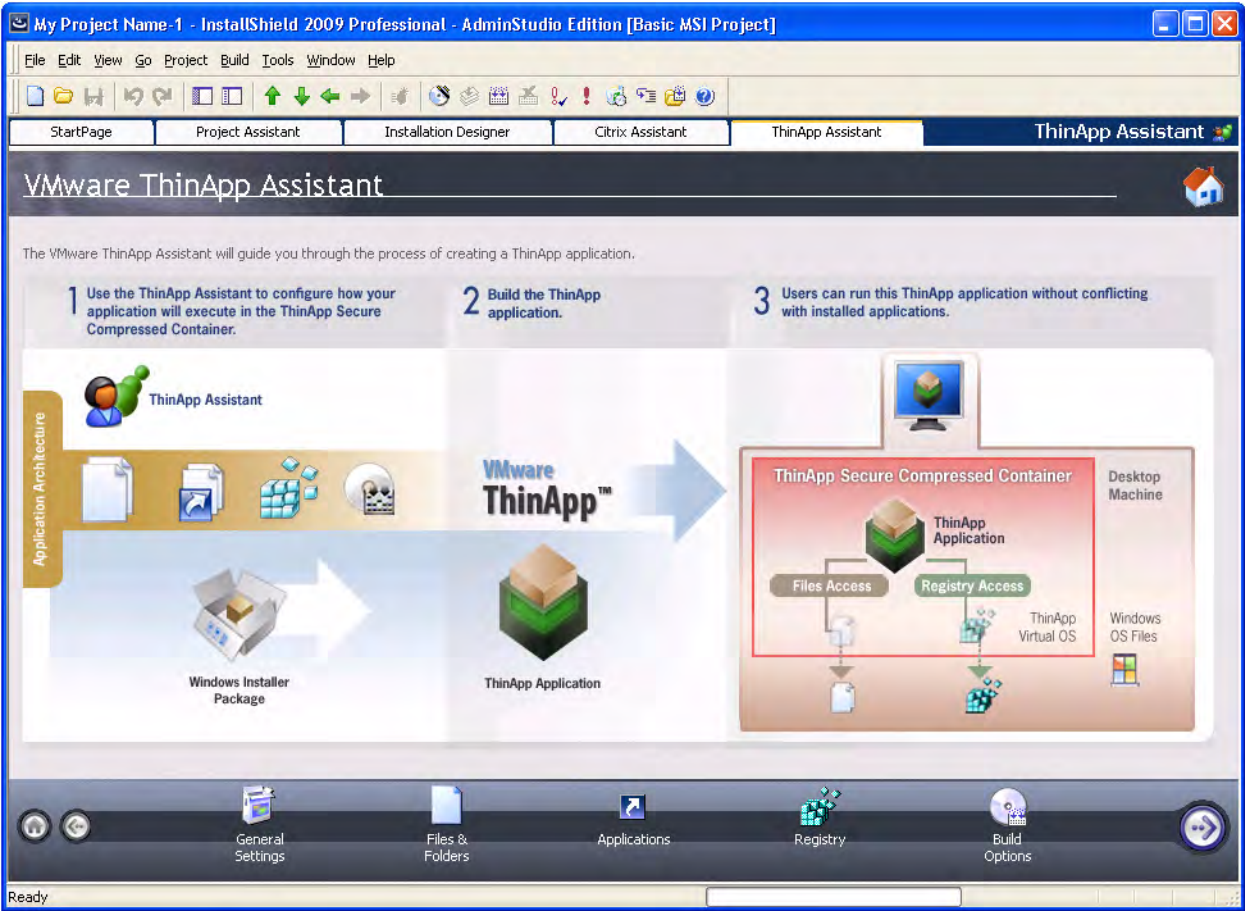 My Project Name-1 - InstallShield 2009 Professional - AdminStudio Edition [Basic MSI Project]
File Edit View Go Project Build Tools Window Help
StartPage Project Assistant Installation Designer Citrix Assistant ThinApp Assistant ThinApp Assistant
VMware ThinApp Assistant
The VMware ThinApp Assistant will guide you through the process of creating a ThinApp application.
1 Use the ThinApp Assistant to configure how your
application will execute in the ThinApp Secure
Compressed Container.
2 Build the ThinApp
application.
3 Users can run this ThinApp application without conflicting
with installed applications.
ThinApp Assistant
Application Architecture
VMware
ThinApp™
Windows Installer
Package
ThinApp Application
ThinApp Secure Compressed Container
Desktop
Machine
ThinApp
Application
Files Access
Registry Access
ThinApp
Virtual OS
Windows
OS Files
General
Settings
Files &
Folders
Applications
Registry
Build
Options
Ready